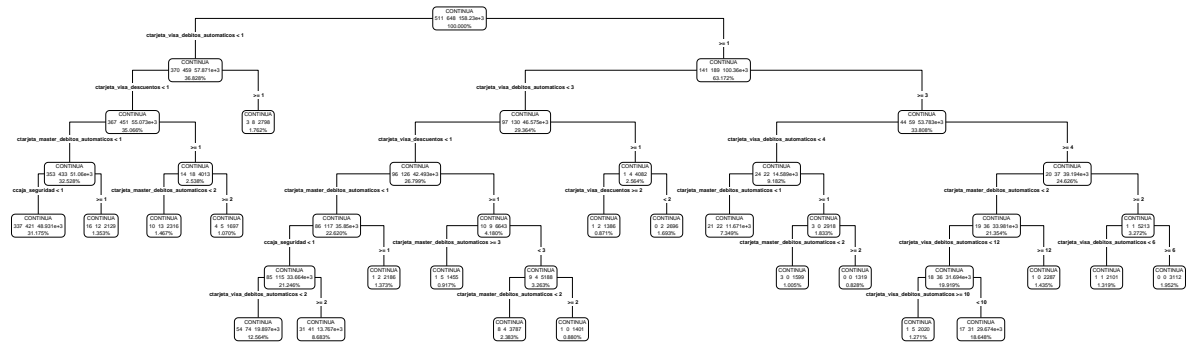 CONTINUA
511 648 158.23e+3
100.000%
ctarjeta_visa_debitos_automaticos < 1
>= 1
CONTINUA
370 459 57.871e+3
36.828%
CONTINUA
141 189 100.36e+3
63.172%
ctarjeta_visa_descuentos < 1
>= 1
ctarjeta_visa_debitos_automaticos < 3
>= 3
CONTINUA
367 451 55.073e+3
35.066%
CONTINUA
3 8 2798
1.762%
CONTINUA
97 130 46.575e+3
29.364%
CONTINUA
44 59 53.783e+3
33.808%
ctarjeta_master_debitos_automaticos < 1
>= 1
ctarjeta_visa_descuentos < 1
>= 1
ctarjeta_visa_debitos_automaticos < 4
>= 4
CONTINUA
353 433 51.06e+3
32.528%
CONTINUA
14 18 4013
2.538%
CONTINUA
96 126 42.493e+3
26.799%
CONTINUA
1 4 4082
2.564%
CONTINUA
24 22 14.589e+3
9.182%
CONTINUA
20 37 39.194e+3
24.626%
ccaja_seguridad < 1
>= 1
ctarjeta_master_debitos_automaticos < 2
>= 2
ctarjeta_master_debitos_automaticos < 1
>= 1
ctarjeta_visa_descuentos >= 2
< 2
ctarjeta_master_debitos_automaticos < 1
>= 1
ctarjeta_master_debitos_automaticos < 2
>= 2
CONTINUA
337 421 48.931e+3
31.175%
CONTINUA
16 12 2129
1.353%
CONTINUA
10 13 2316
1.467%
CONTINUA
4 5 1697
1.070%
CONTINUA
86 117 35.85e+3
22.620%
CONTINUA
10 9 6643
4.180%
CONTINUA
1 2 1386
0.871%
CONTINUA
0 2 2696
1.693%
CONTINUA
21 22 11.671e+3
7.349%
CONTINUA
3 0 2918
1.833%
CONTINUA
19 36 33.981e+3
21.354%
CONTINUA
1 1 5213
3.272%
ccaja_seguridad < 1
>= 1
ctarjeta_master_debitos_automaticos >= 3
< 3
ctarjeta_master_debitos_automaticos < 2
>= 2
ctarjeta_visa_debitos_automaticos < 12
>= 12
ctarjeta_visa_debitos_automaticos < 6
>= 6
CONTINUA
85 115 33.664e+3
21.246%
CONTINUA
1 2 2186
1.373%
CONTINUA
1 5 1455
0.917%
CONTINUA
9 4 5188
3.263%
CONTINUA
3 0 1599
1.005%
CONTINUA
0 0 1319
0.828%
CONTINUA
18 36 31.694e+3
19.919%
CONTINUA
1 0 2287
1.435%
CONTINUA
1 1 2101
1.319%
CONTINUA
0 0 3112
1.952%
ctarjeta_visa_debitos_automaticos < 2
>= 2
ctarjeta_master_debitos_automaticos < 2
>= 2
ctarjeta_visa_debitos_automaticos >= 10
< 10
CONTINUA
54 74 19.897e+3
12.564%
CONTINUA
31 41 13.767e+3
8.683%
CONTINUA
8 4 3787
2.383%
CONTINUA
1 0 1401
0.880%
CONTINUA
1 5 2020
1.271%
CONTINUA
17 31 29.674e+3
18.648%